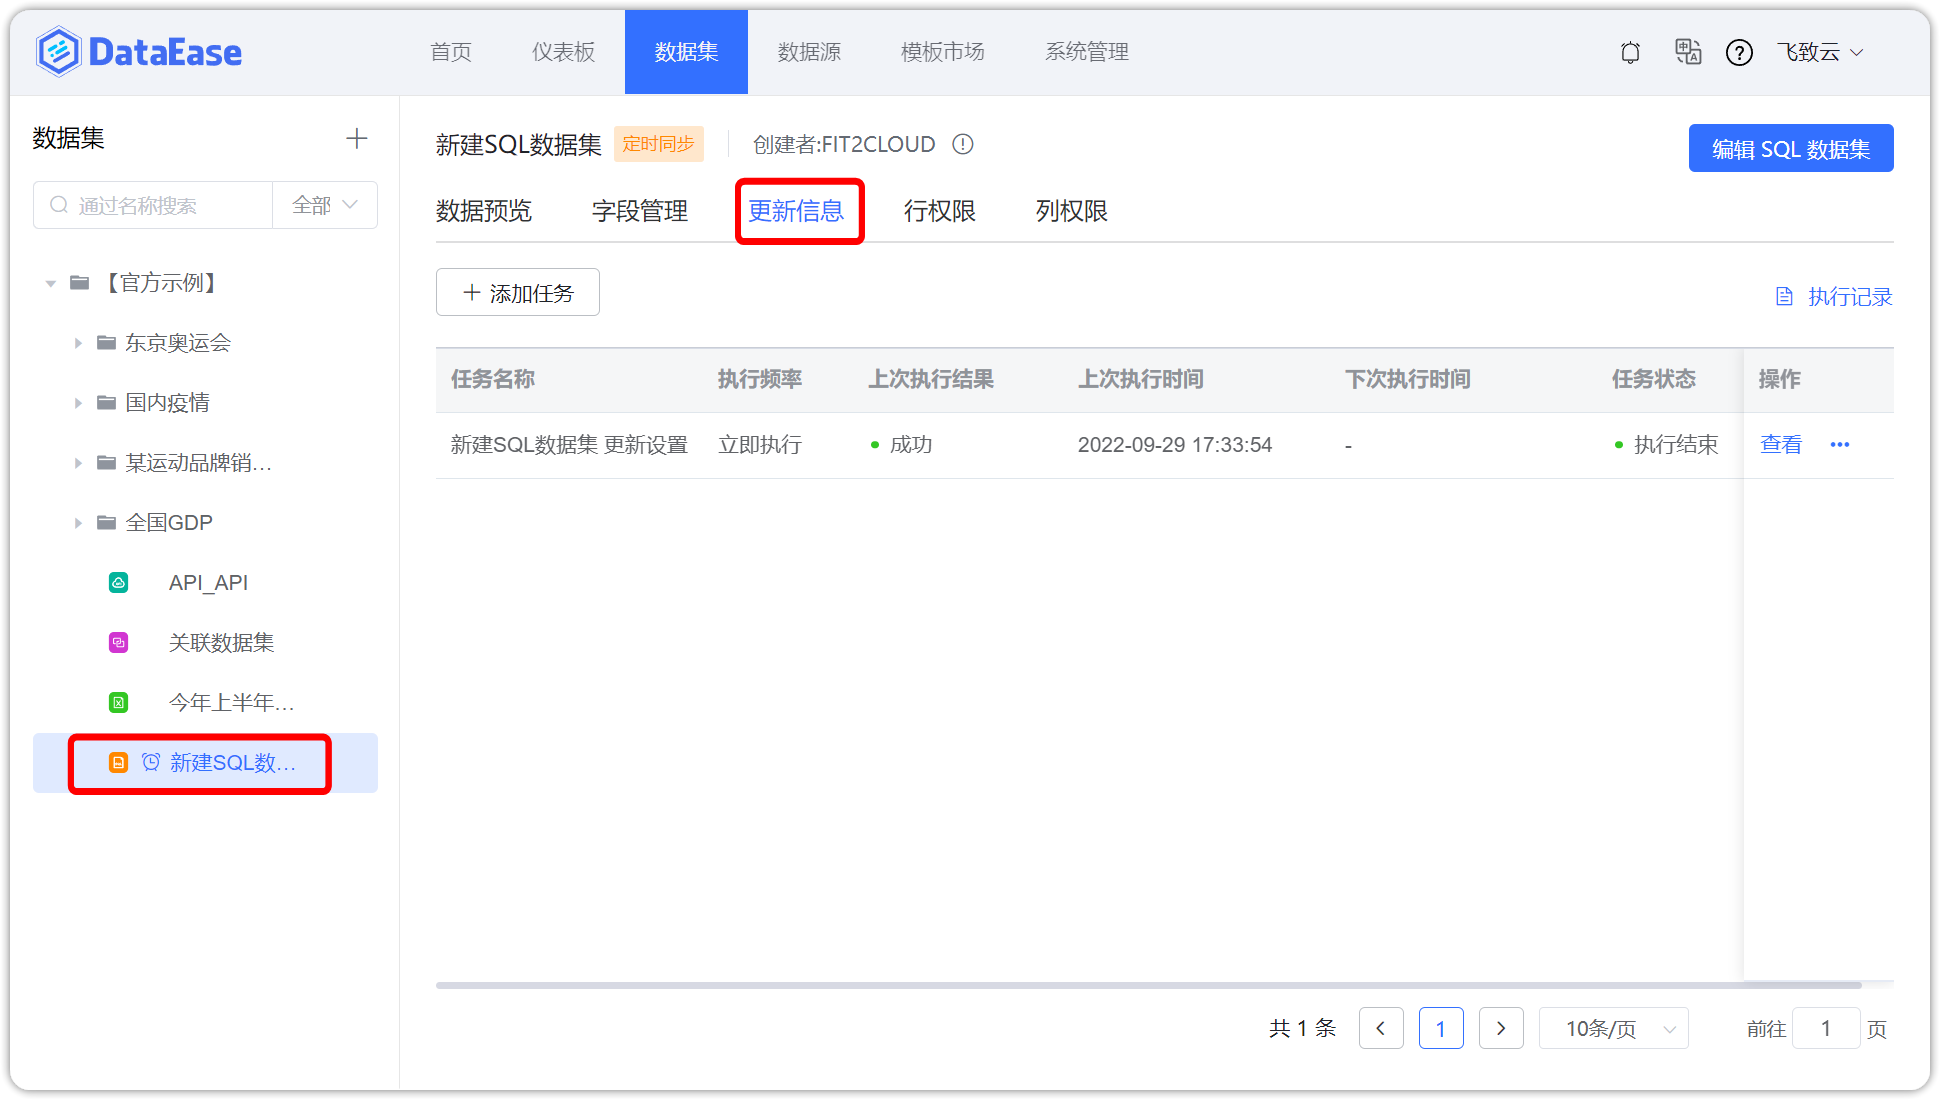 DataEase 首页 仪表板 数据集 数据源 模板市场 系统管理 中 A ? 飞致云
数据集
通过名称搜索 全部
【官方示例】
东京奥运会
国内疫情
某运动品牌销...
全国GDP
API_API
关联数据集
今年上半年...
新建SQL数...
新建SQL数据集 定时同步 创建者:FIT2CLOUD 编辑 SQL 数据集
数据预览 字段管理 更新信息 行权限 列权限
添加任务 执行记录
任务名称 执行频率 上次执行结果 上次执行时间 下次执行时间 任务状态 操作
新建SQL数据集 更新设置 立即执行 成功 2022-09-29 17:33:54 - 执行结束 查看 ...
共 1 条 1 10条/页 前往 1 页